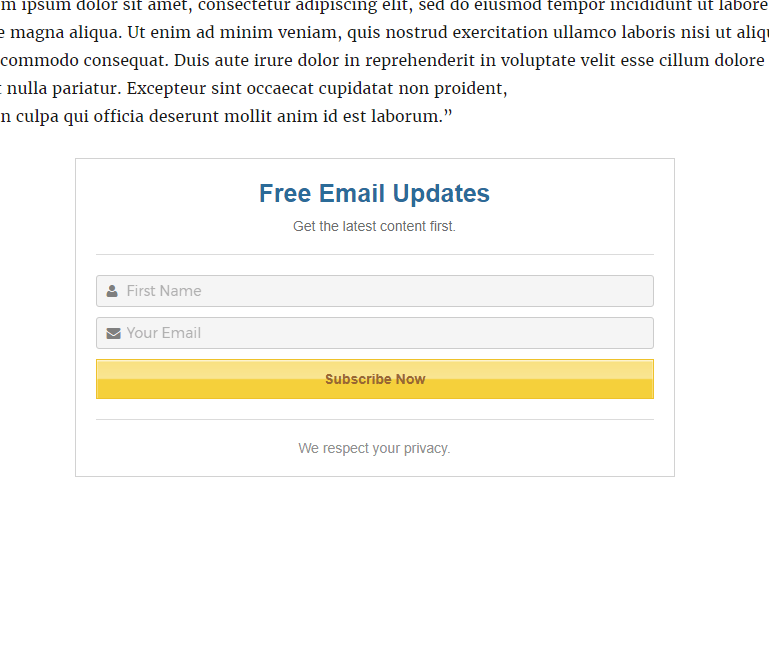 ipsum dolor sit amet, consectetur adipiscing elit, sed do eiusmod tempor incididunt ut labore
magna aliqua. Ut enim ad minim veniam, quis nostrud exercitation ullamco laboris nisi ut
commodo consequat. Duis aute irure dolor in reprehenderit in voluptate velit esse cillum dolore
nulla pariatur. Excepteur sint occaecat cupidatat non proident,
culpa qui officia deserunt mollit anim id est laborum.”
Free Email Updates
Get the latest content first.
First Name
Your Email
Subscribe Now
We respect your privacy.